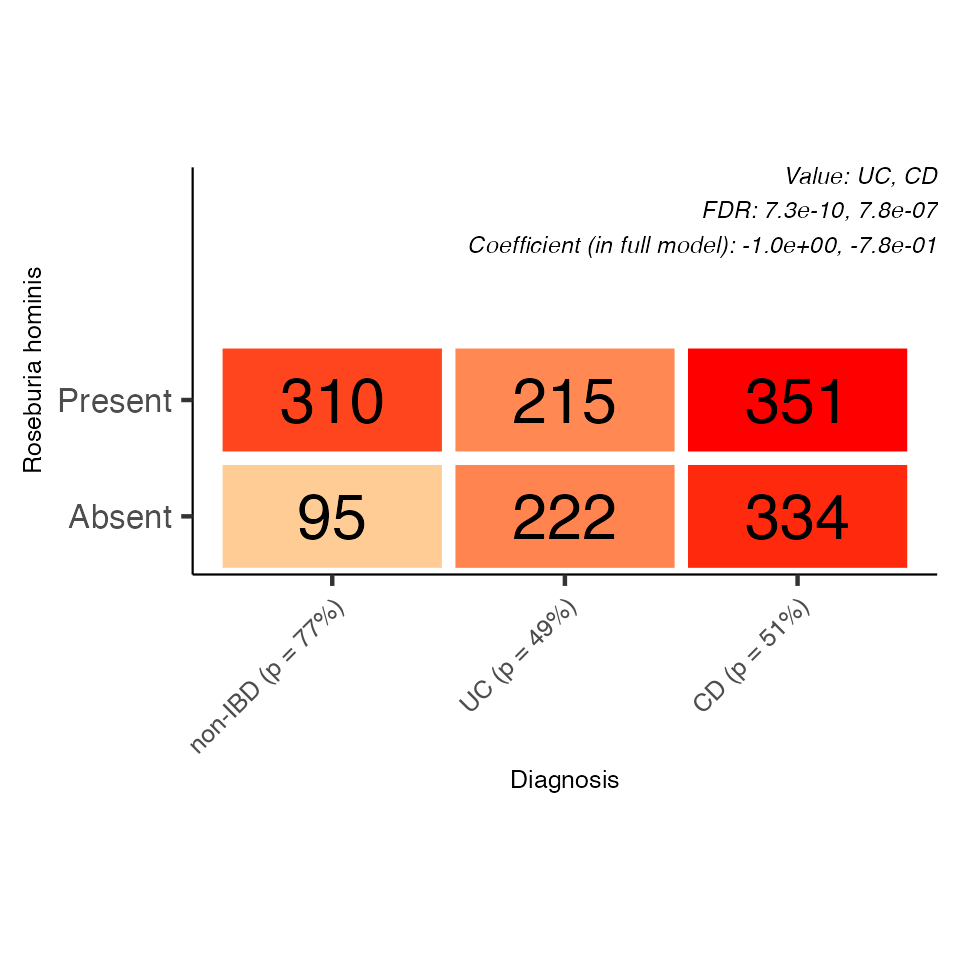 Value: UC, CD
FDR: 7.3e-10, 7.8e-07
Coefficient (in full model): -1.0e+00, -7.8e-01
Roseburia hominis
Present
310
215
351
Absent
95
222
334
non-IBD (p = 77%)
UC (p = 49%)
CD (p = 51%)
Diagnosis